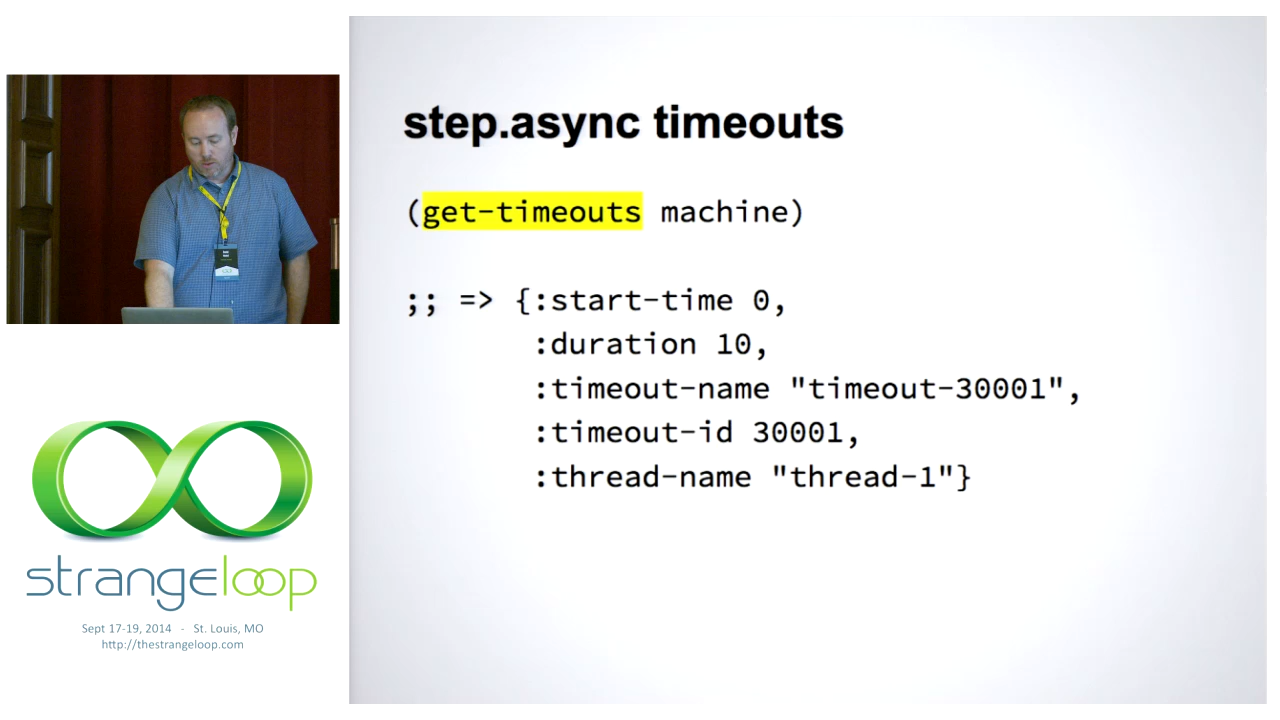 step.async timeouts
(get-timeouts machine)
;; => {:start-time 0,
:duration 10,
:timeout-name "timeout-30001",
:timeout-id 30001,
:thread-name "thread-1"}
strangeloop
Sept 17-19, 2014 - St. Louis, MO
http://thestrangeloop.com